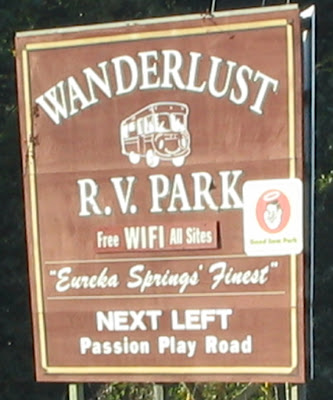 WANDERLUST
R.V. PARK
Free WIFI All Sites
Good Sam Park
"Eureka Springs' Finest"
NEXT LEFT
Passion Play Road